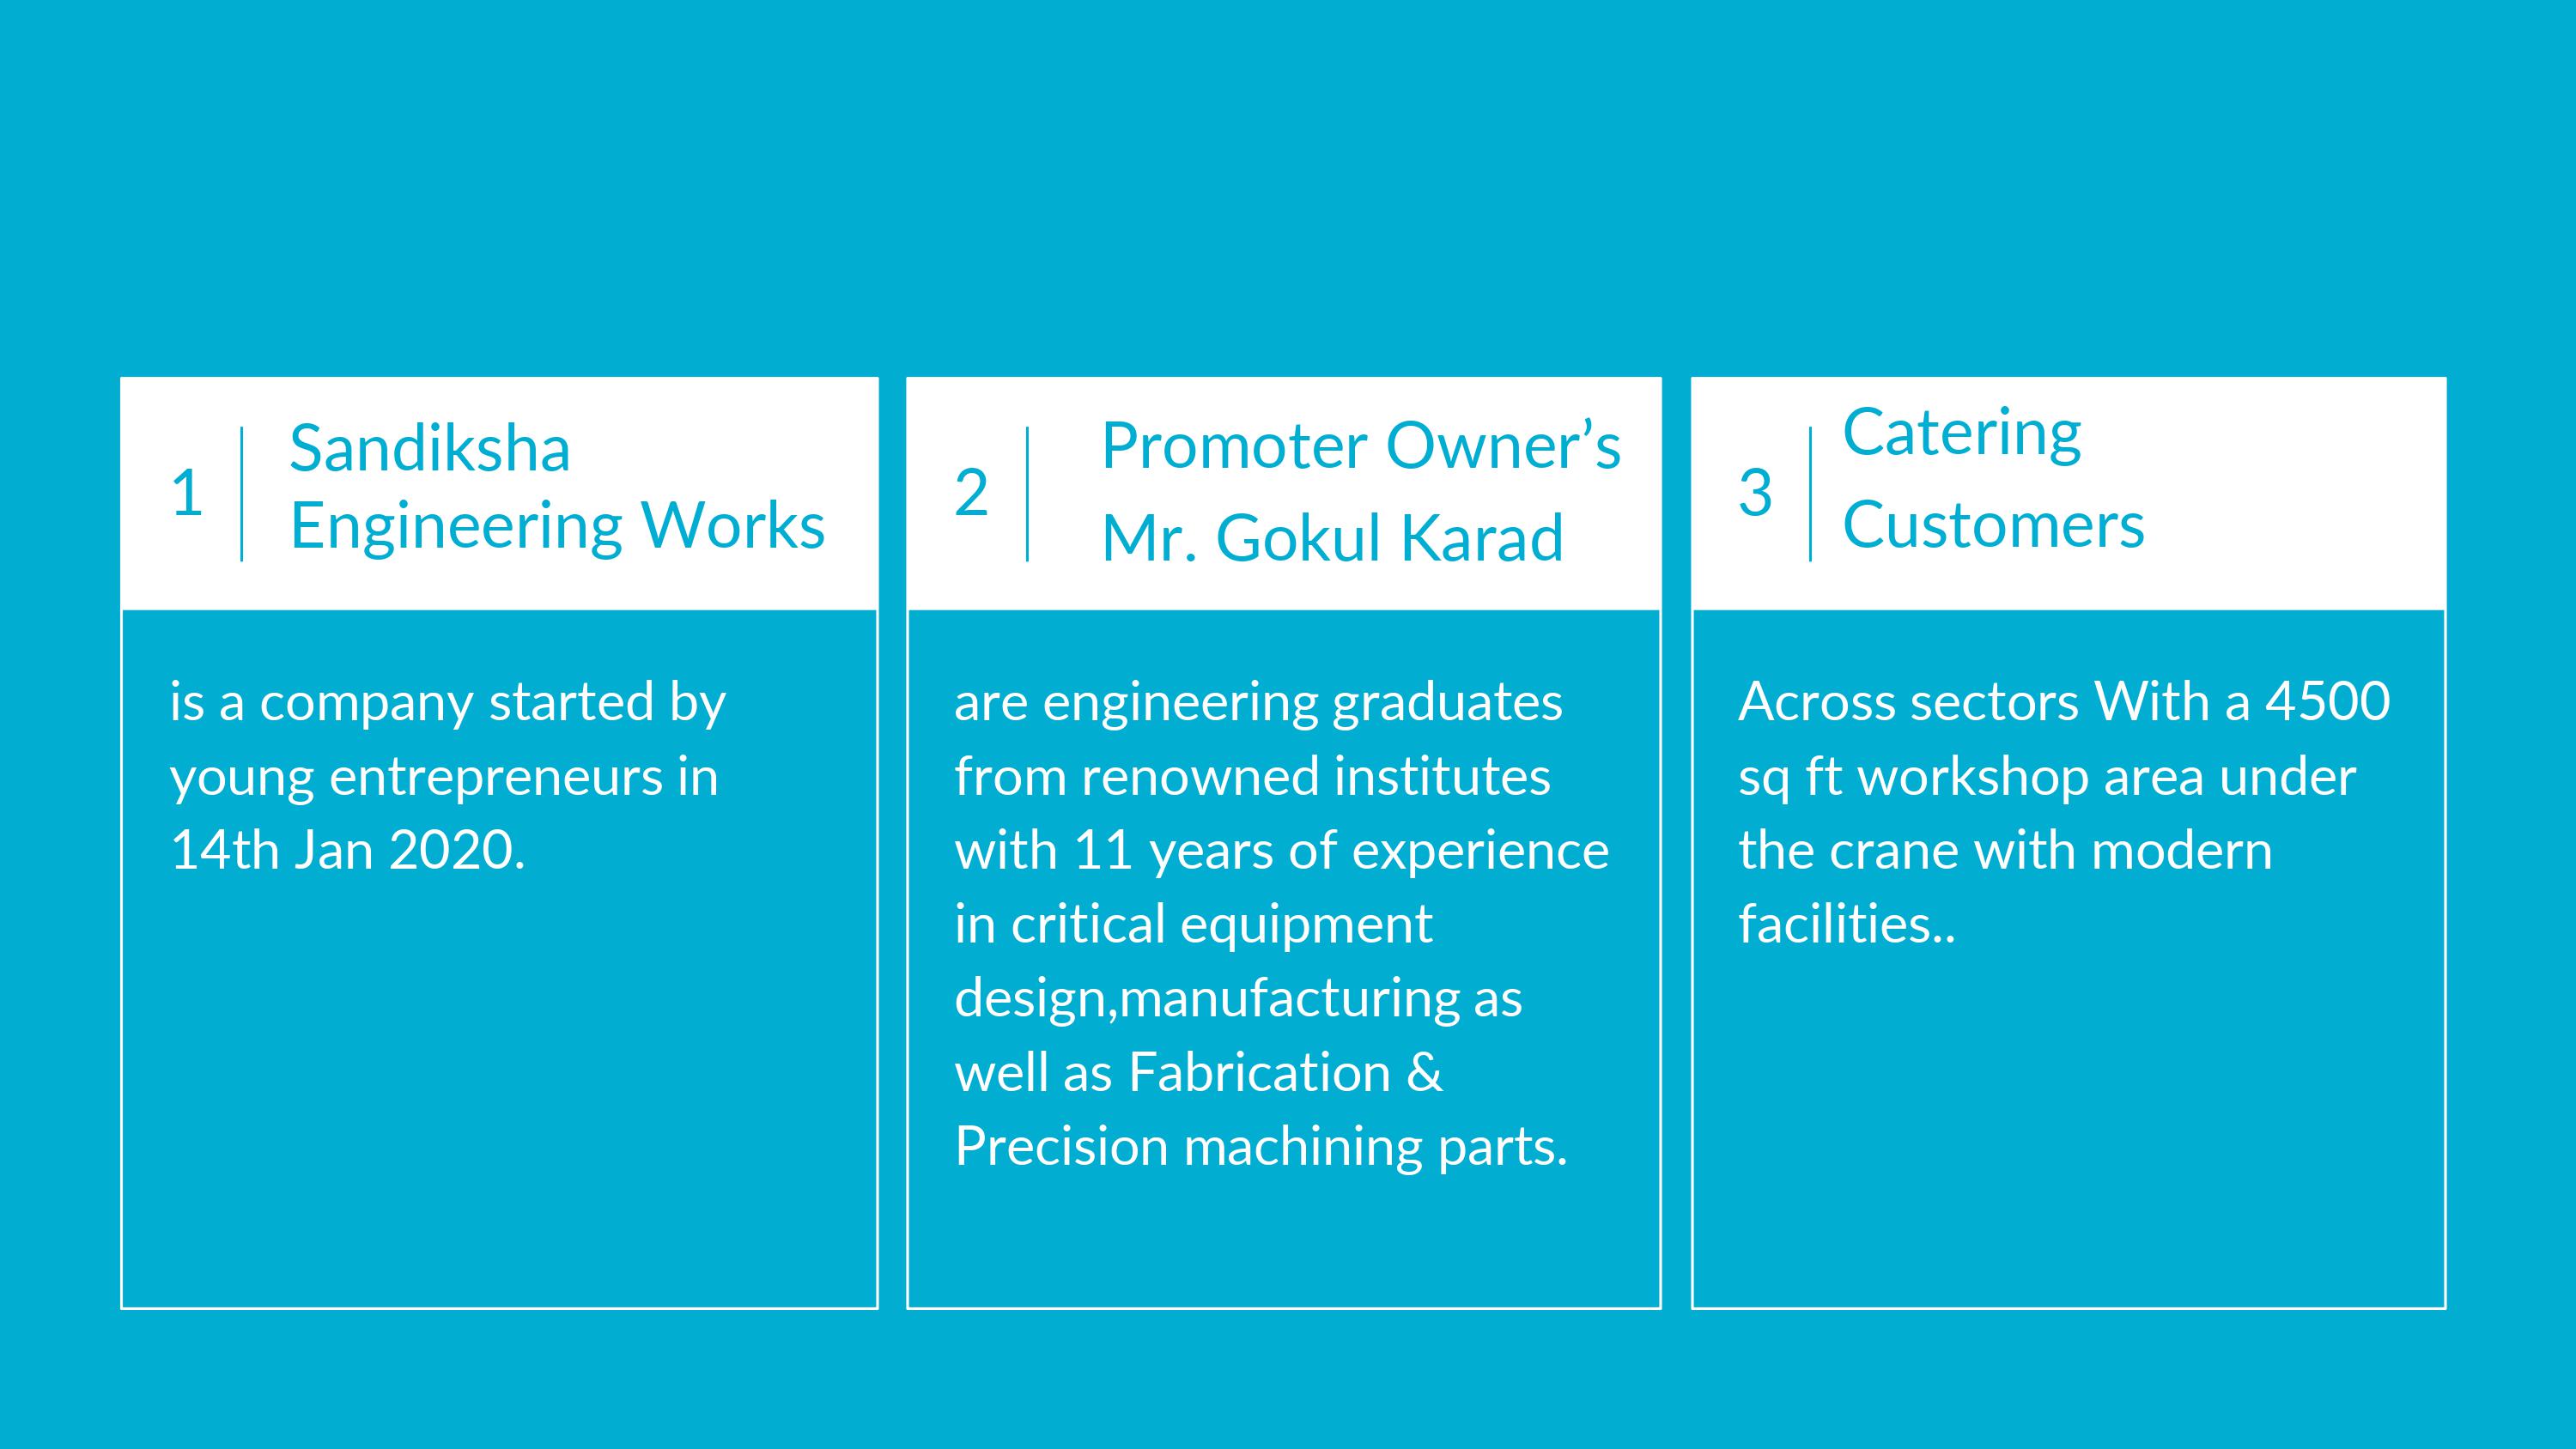 1
Sandiksha
Engineering Works
is a company started by
young entrepreneurs in
14th Jan 2020.
2
Promoter Owner’s
Mr. Gokul Karad
are engineering graduates
from renowned institutes
with 11 years of experience
in critical equipment
design,manufacturing as
well as Fabrication &
Precision machining parts.
3
Catering
Customers
Across sectors With a 4500
sq ft workshop area under
the crane with modern
facilities..